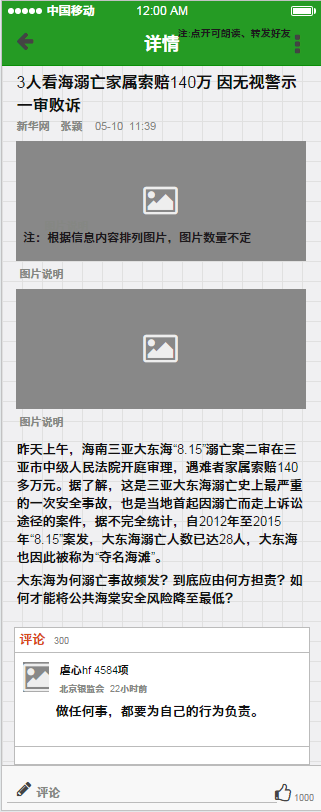 中国移动 12:00 AM
注:点开可朗读、转发好友
详情
3人看海溺亡家属索赔140万 因无视警示
一审败诉
新华网 张颖 05-10 11:39
注：根据信息内容排列图片，图片数量不定
图片说明
图片说明
昨天上午，海南三亚大东海“8.15”溺亡案二审在三
亚市中级人民法院开庭审理，遇难者家属索赔140
多万元。据了解，这是三亚大东海溺亡史上最严重
的一次安全事故，也是当地首起因溺亡而走上诉讼
途径的案件，据不完全统计，自2012年至2015
年“8.15”案发，大东海溺亡人数已达28人，大东海
也因此被称为“夺名海滩”。
大东海为何溺亡事故频发？到底应由何方担责？如
何才能将公共海棠安全风险降至最低？
评论 300
虐心hf 4584项
北京银监会 22小时前
做任何事，都要为自己的行为负责。
评论
1000